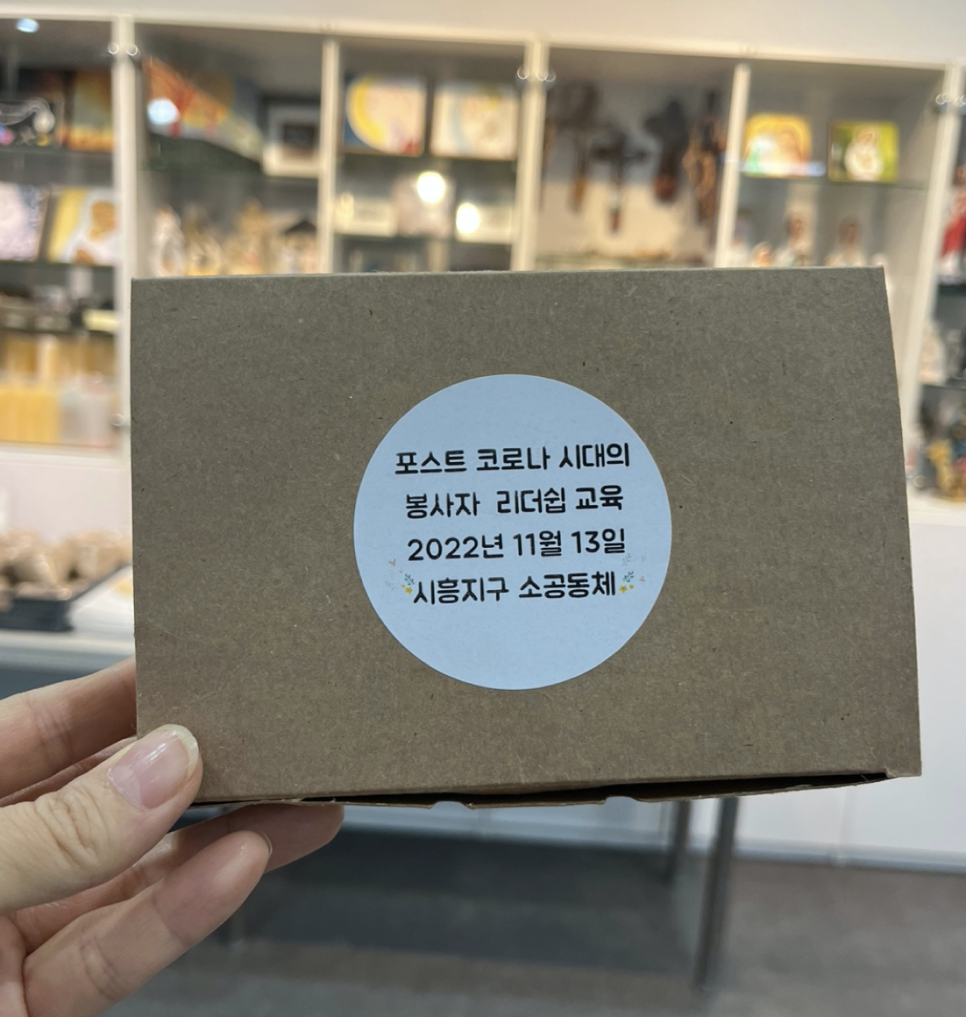 포스트 코로나 시대의
봉사자 리더쉽 교육
2022년 11월 13일
시흥지구 소공동체